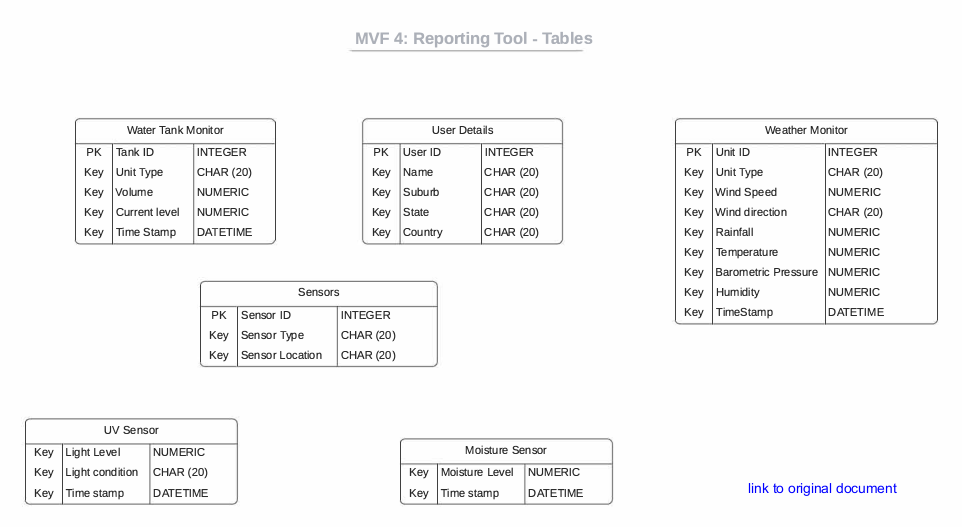 MVF 4: Reporting Tool - Tables
Water Tank Monitor
PK Tank ID INTEGER
Key Unit Type CHAR (20)
Key Volume NUMERIC
Key Current level NUMERIC
Key Time Stamp DATETIME
User Details
PK User ID INTEGER
Key Name CHAR (20)
Key Suburb CHAR (20)
Key State CHAR (20)
Key Country CHAR (20)
Weather Monitor
PK Unit ID INTEGER
Key Unit Type CHAR (20)
Key Wind Speed NUMERIC
Key Wind direction CHAR (20)
Key Rainfall NUMERIC
Key Temperature NUMERIC
Key Barometric Pressure NUMERIC
Key Humidity NUMERIC
Key TimeStamp DATETIME
Sensors
PK Sensor ID INTEGER
Key Sensor Type CHAR (20)
Key Sensor Location CHAR (20)
UV Sensor
Key Light Level NUMERIC
Key Light condition CHAR (20)
Key Time stamp DATETIME
Moisture Sensor
Key Moisture Level NUMERIC
Key Time stamp DATETIME
link to original document